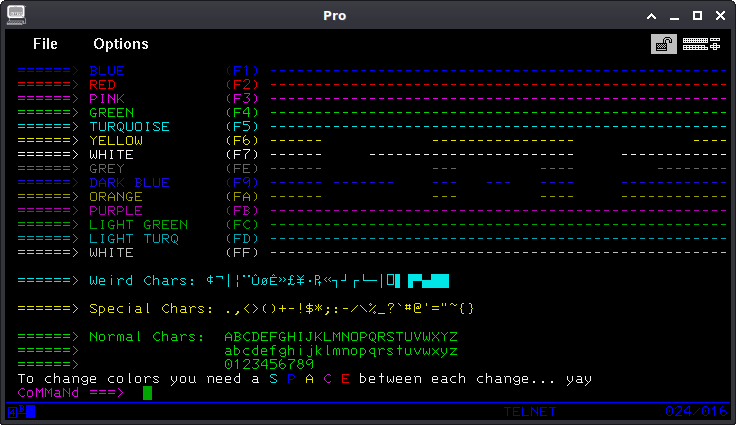 Pro
File Options
======> BLUE (F1) ---------------------------------------------------
======> RED (F2) ---------------------------------------------------
======> PINK (F3) ---------------------------------------------------
======> GREEN (F4) ---------------------------------------------------
======> TURQUOISE (F5) ---------------------------------------------------
======> YELLOW (F6) ------ ---------------- ----
======> WHITE (F7) ------ ---------------- ------------
======> GREY (FE) ------ --- ---- ---
======> DARK BLUE (F9) ------ ------- --- --- ---- ------------
======> ORANGE (FA) ------ --- ---- ---
======> PURPLE (FB) ---------------------------------------------------
======> LIGHT GREEN (FC) ---------------------------------------------------
======> LIGHT TURQ (FD) ---------------------------------------------------
======> WHITE (FF) ---------------------------------------------------
======> Weird Chars: ¢¬|¦¨ÛøÊ»£¥·₧«┐┘┌└─│
======> Special Chars: .,<>()+-!$*;:-/\%_?`#@'="~{}
======> Normal Chars: ABCDEFGHIJKLMNOPQRSTUVWXYZ
======> abcdefghijklmnopqrstuvwxyz
======> 0123456789
To change colors you need a S P A C E between each change... yay
CoMMaNd ===>
TELNET 024/016